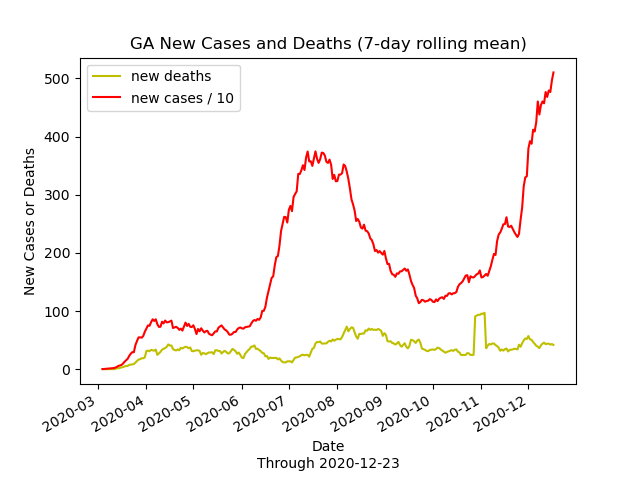 GA New Cases and Deaths (7-day rolling mean)
new deaths
new cases / 10
New Cases or Deaths
500
400
300
200
100
0
2020-03
2020-04
2020-05
2020-06
2020-07
2020-08
2020-09
2020-10
2020-11
2020-12
Date
Through 2020-12-23